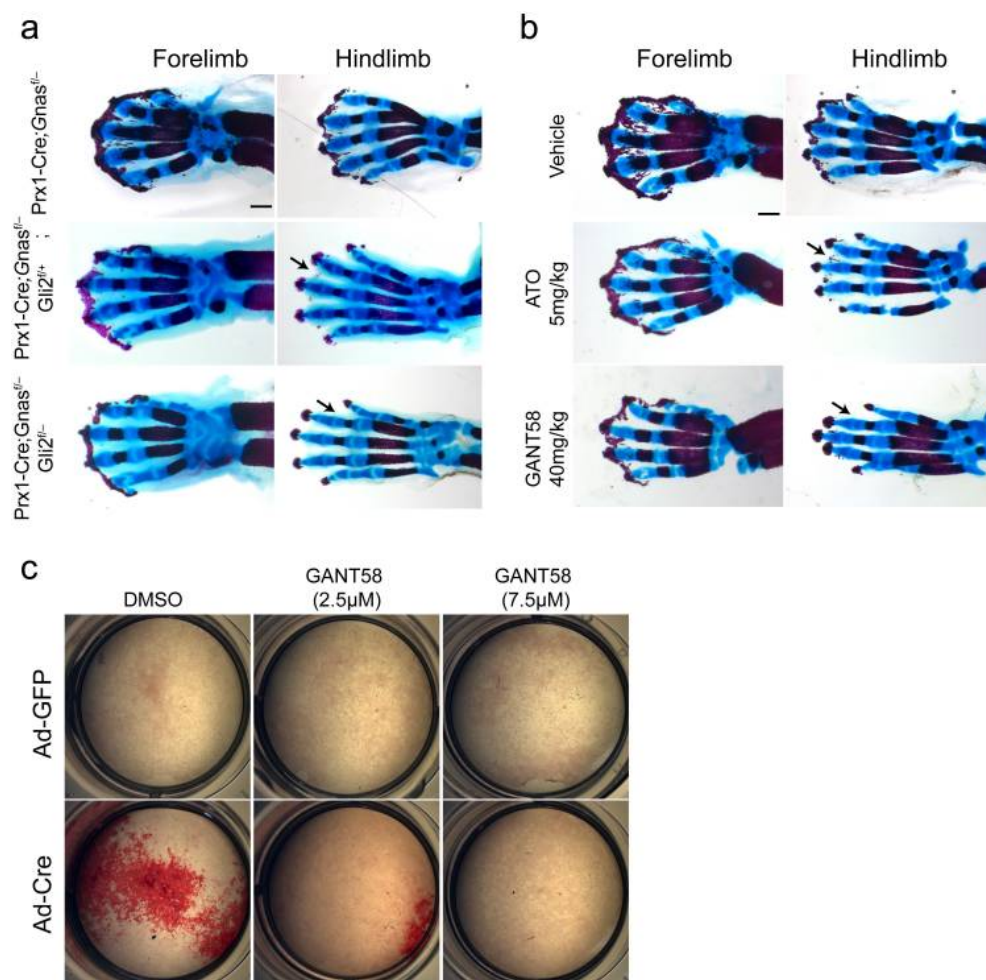 a
Forelimb
Hindlimb
Prx1-Cre;Gnas^f/–
Prx1-Cre;Gnas^f/– ;
Gli2^f/+
Prx1-Cre;Gnas^f/–
Gli2^f/–
b
Forelimb
Hindlimb
Vehicle
ATO
5mg/kg
GANT58
40mg/kg
c
DMSO
GANT58
(2.5μM)
GANT58
(7.5μM)
Ad-GFP
Ad-Cre